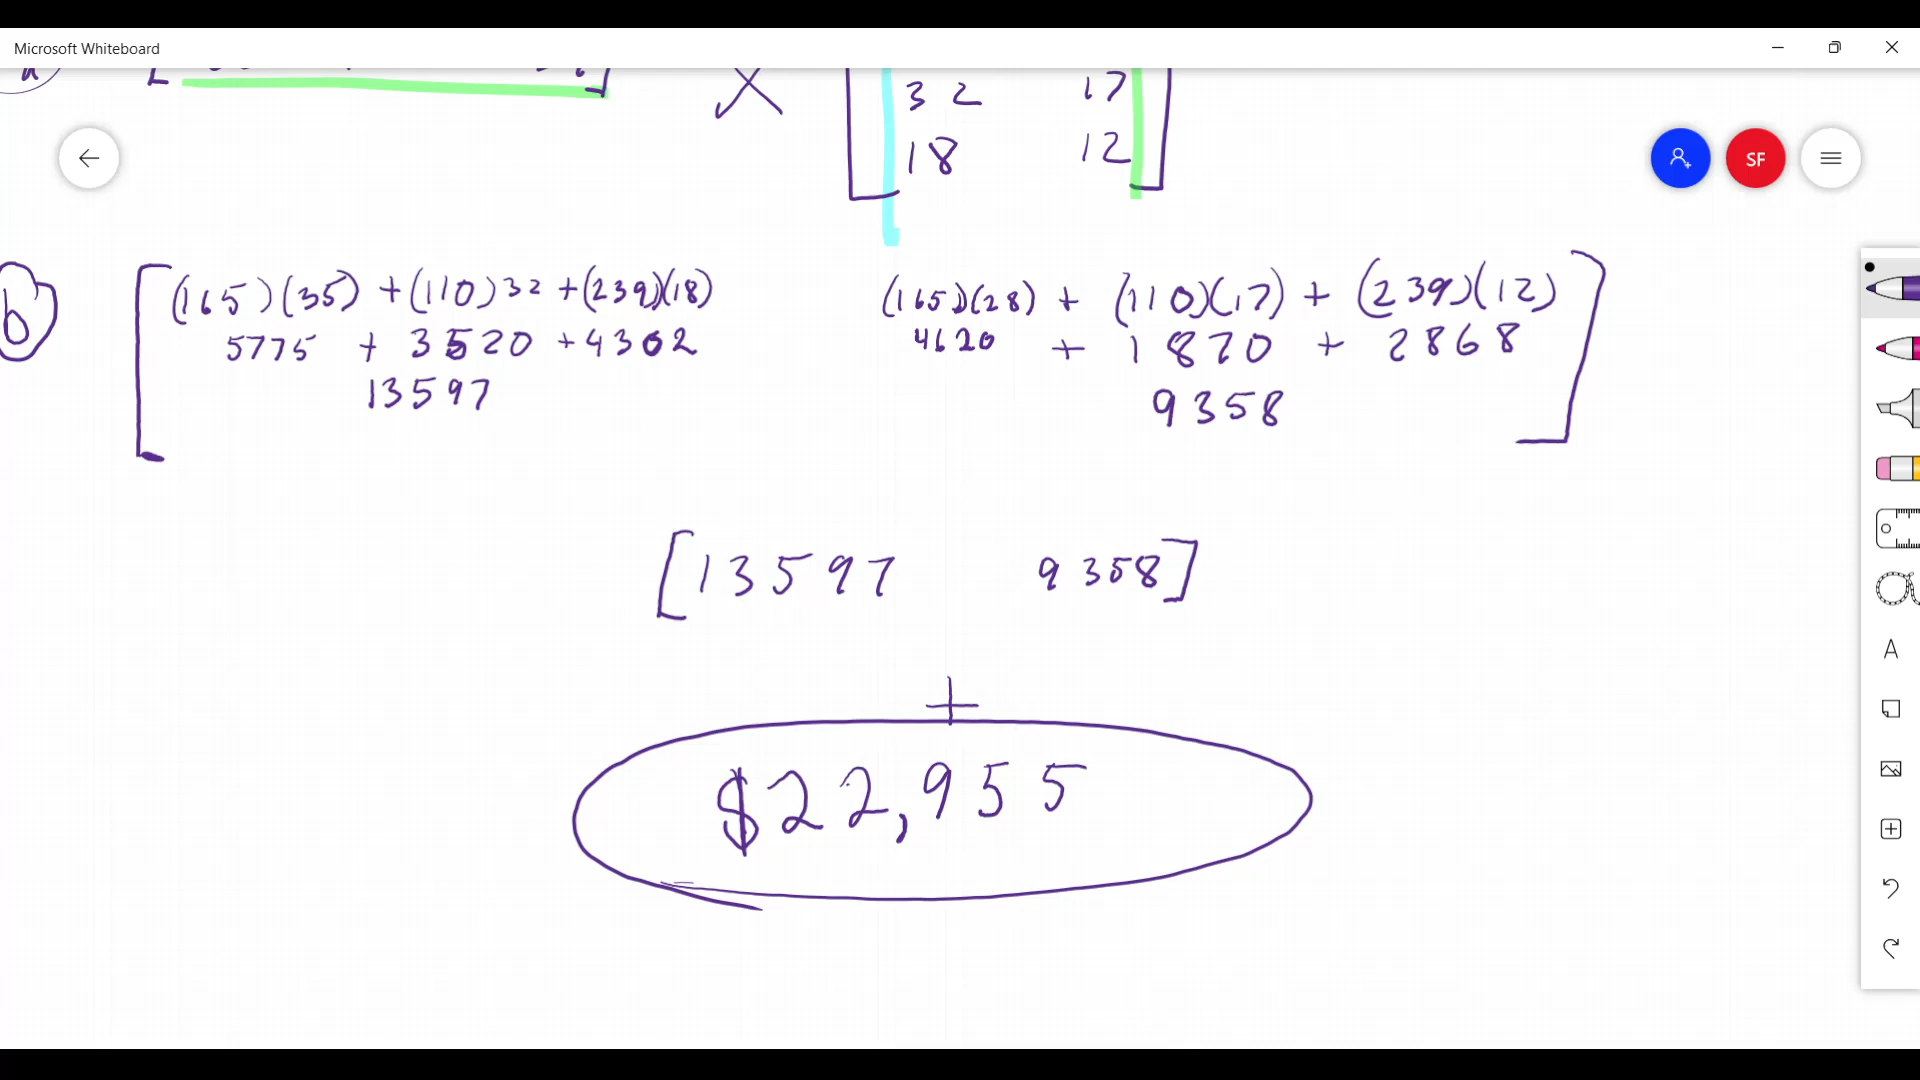 Microsoft Whiteboard
32 17
18 12
SF
b
(165)(35) + (110)32 + (239)(18) (165)(28) + (110)(17) + (239)(12)
5775 + 3520 + 4302 4620 + 1870 + 2868
13597 9358
[13597 9358]
+
$22,955
A